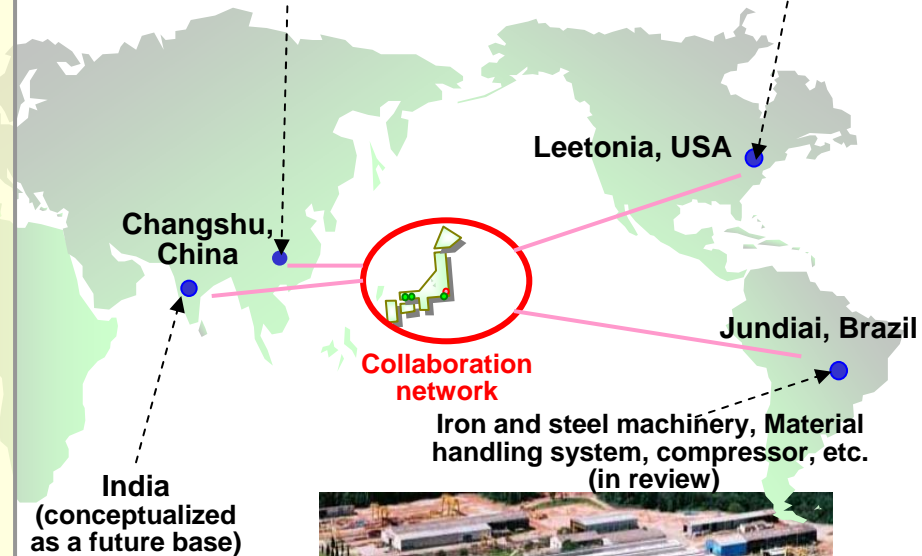 Leetonia, USA
Changshu,
China
Jundiai, Brazil
Collaboration
network
Iron and steel machinery, Material
handling system, compressor, etc.
(in review)
India
(conceptualized
as a future base)